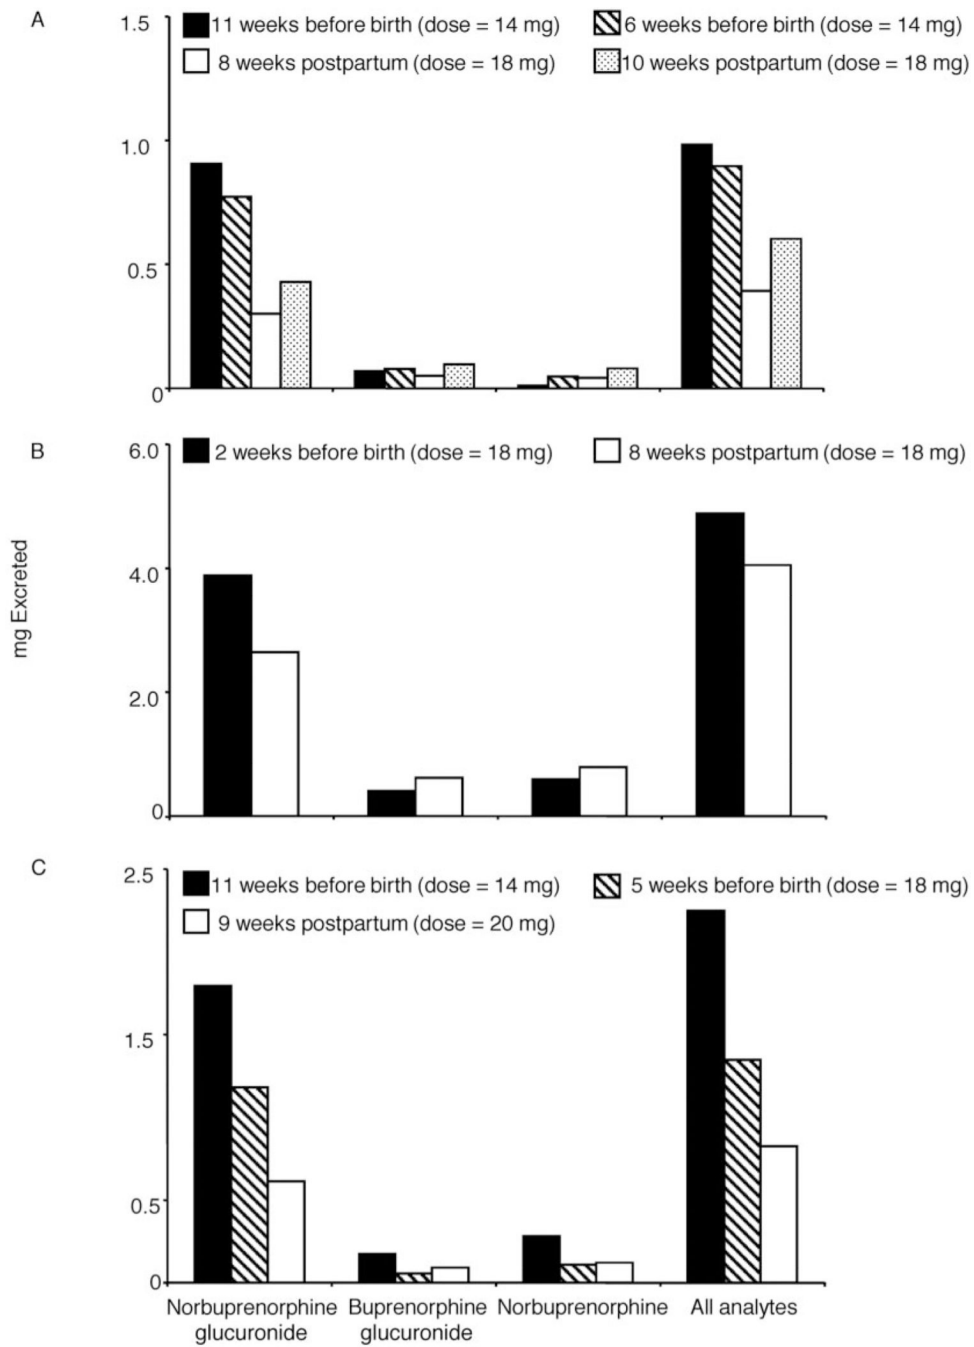 A
1.5
11 weeks before birth (dose = 14 mg)
6 weeks before birth (dose = 14 mg)
8 weeks postpartum (dose = 18 mg)
10 weeks postpartum (dose = 18 mg)
1.0
0.5
0
B
6.0
2 weeks before birth (dose = 18 mg)
8 weeks postpartum (dose = 18 mg)
4.0
mg Excreted
2.0
0
C
2.5
11 weeks before birth (dose = 14 mg)
5 weeks before birth (dose = 18 mg)
9 weeks postpartum (dose = 20 mg)
1.5
0.5
0
Norbuprenorphine
glucuronide
Buprenorphine
glucuronide
Norbuprenorphine
All analytes